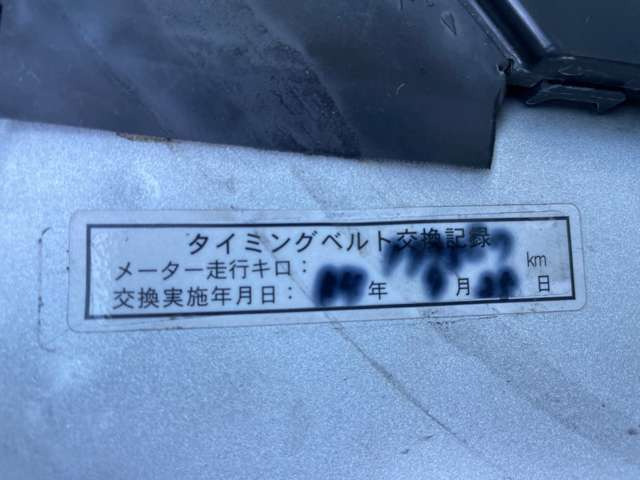 タイミングベルト交換記録
メーター走行キロ： km
交換実施年月日： 年 月 日